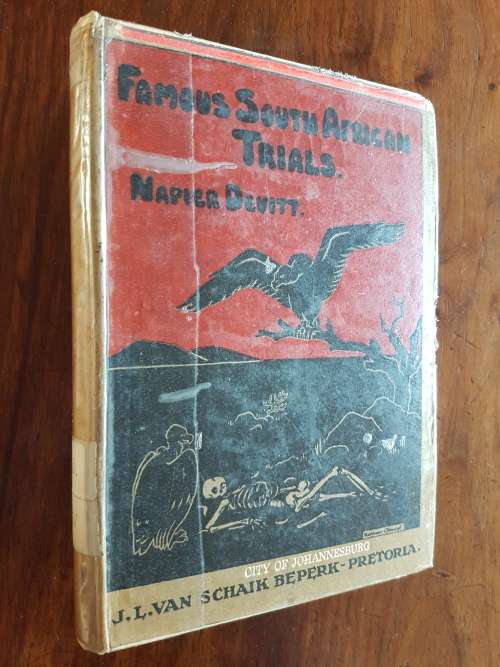 FAMOUS SOUTH AFRICAN
TRIALS.
NAPIER DEVITT.
CITY OF JOHANNESBURG
J.L.VAN SCHAIK BEPERK-PRETORIA.